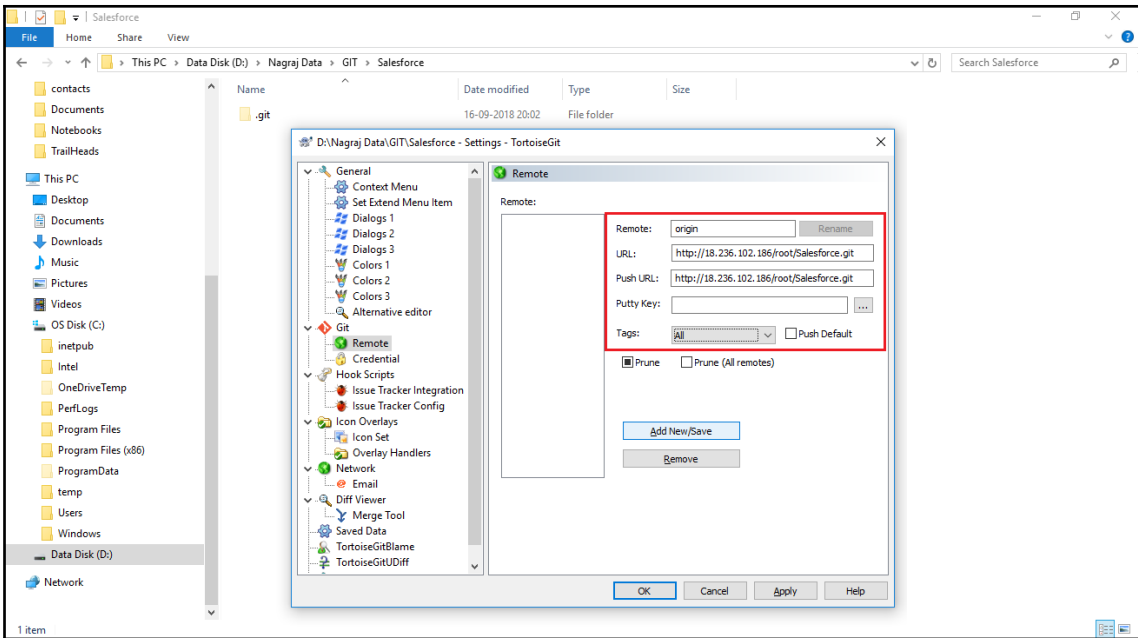 Salesforce
File Home Share View
This PC > Data Disk (D:) > Nagraj Data > GIT > Salesforce
Search Salesforce
contacts
Documents
Notebooks
TrailHeads
This PC
Desktop
Documents
Downloads
Music
Pictures
Videos
OS Disk (C:)
inetpub
Intel
OneDriveTemp
PerfLogs
Program Files
Program Files (x86)
ProgramData
temp
Users
Windows
Data Disk (D:)
Network
1 item
Name Date modified Type Size
.git 16-09-2018 20:02 File folder
D:\Nagraj Data\GIT\Salesforce - Settings - TortoiseGit
General
Context Menu
Set Extend Menu Item
Dialogs 1
Dialogs 2
Dialogs 3
Colors 1
Colors 2
Colors 3
Alternative editor
Git
Remote
Credential
Hook Scripts
Issue Tracker Integration
Issue Tracker Config
Icon Overlays
Icon Set
Overlay Handlers
Network
Email
Diff Viewer
Merge Tool
Saved Data
TortoiseGitBlame
TortoiseGitUDiff
Remote
Remote:
Remote: origin Rename
URL: http://18.236.102.186/root/Salesforce.git
Push URL: http://18.236.102.186/root/Salesforce.git
Putty Key: ...
Tags: All Push Default
Prune Prune (All remotes)
Add New/Save
Remove
OK Cancel Apply Help